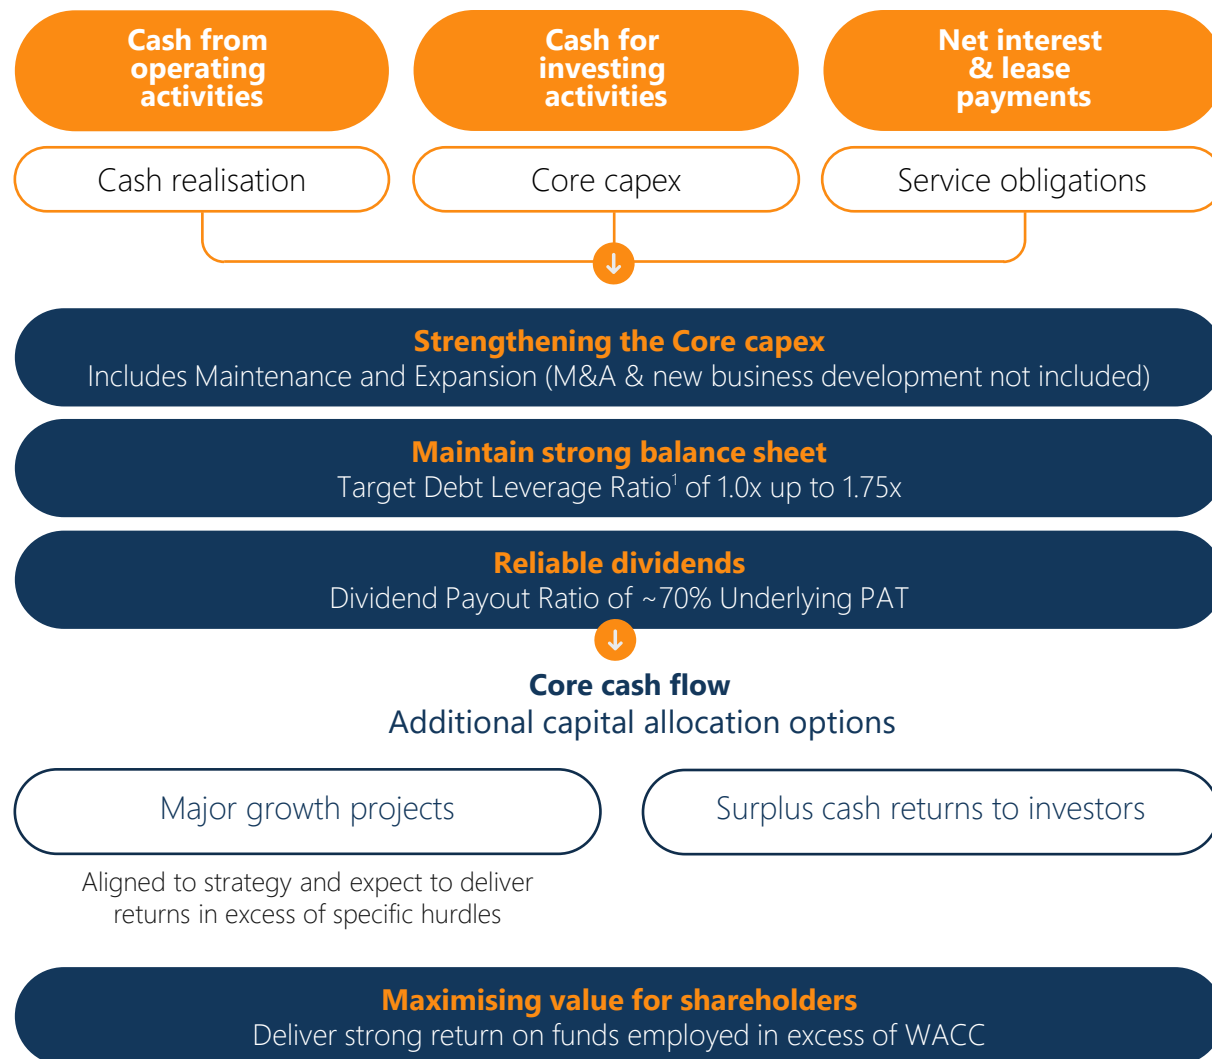 Cash from
operating
activities
Cash for
investing
activities
Net interest
& lease
payments
Cash realisation
Core capex
Service obligations
Strengthening the Core capex
Includes Maintenance and Expansion (M&A & new business development not included)
Maintain strong balance sheet
Target Debt Leverage Ratio¹ of 1.0x up to 1.75x
Reliable dividends
Dividend Payout Ratio of ~70% Underlying PAT
Core cash flow
Additional capital allocation options
Major growth projects
Surplus cash returns to investors
Aligned to strategy and expect to deliver
returns in excess of specific hurdles
Maximising value for shareholders
Deliver strong return on funds employed in excess of WACC